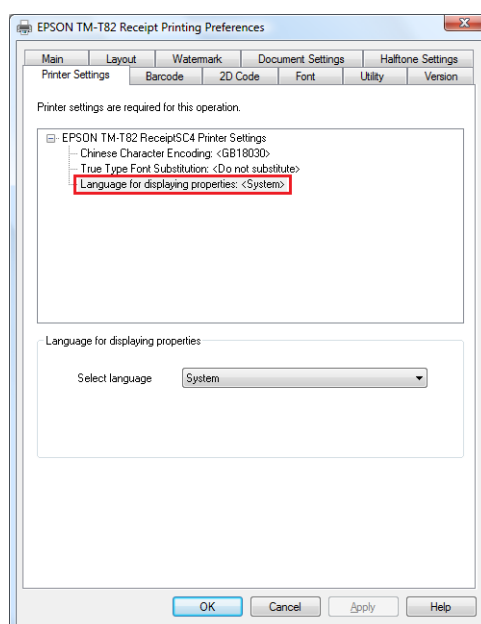 EPSON TM-T82 Receipt Printing Preferences
Main Layout Watermark Document Settings Halftone Settings
Printer Settings Barcode 2D Code Font Utility Version
Printer settings are required for this operation.
EPSON TM-T82 ReceiptSC4 Printer Settings
Chinese Character Encoding: <GB18030>
True Type Font Substitution: <Do not substitute>
Language for displaying properties: <System>
Language for displaying properties
Select language System
OK Cancel Apply Help